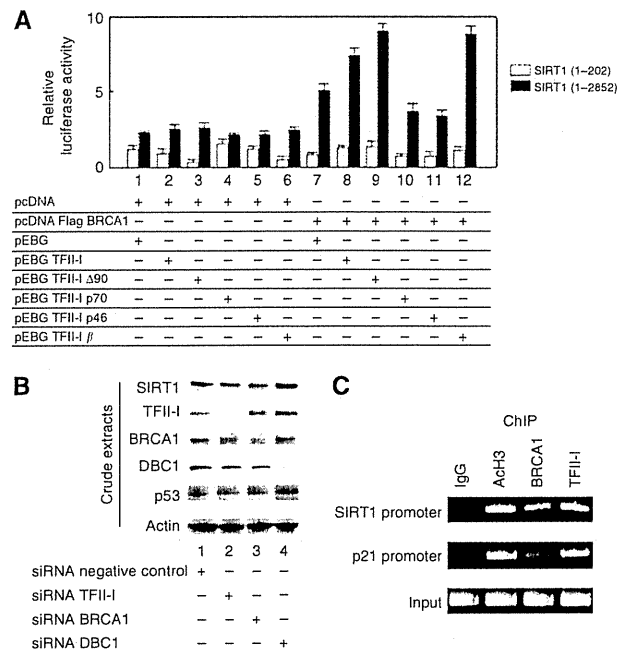 A
10
5
0
Relative
luciferase activity
SIRT1 (1–202)
SIRT1 (1–2852)
1 2 3 4 5 6 7 8 9 10 11 12
pcDNA + + + + + + – – – – – –
pcDNA Flag BRCA1 – – – – – – + + + + + +
pEBG + – – – – – + – – – – –
pEBG TFII-I – + – – – – – + – – – –
pEBG TFII-I Δ90 – – + – – – – – + – – –
pEBG TFII-I p70 – – – + – – – – – + – –
pEBG TFII-I p46 – – – – + – – – – – + –
pEBG TFII-I β – – – – – + – – – – – +
B
Crude extracts
SIRT1
TFII-I
BRCA1
DBC1
p53
Actin
1 2 3 4
siRNA negative control + – – –
siRNA TFII-I – + – –
siRNA BRCA1 – – + –
siRNA DBC1 – – – +
C
ChIP
IgG
AcH3
BRCA1
TFII-I
SIRT1 promoter
p21 promoter
Input